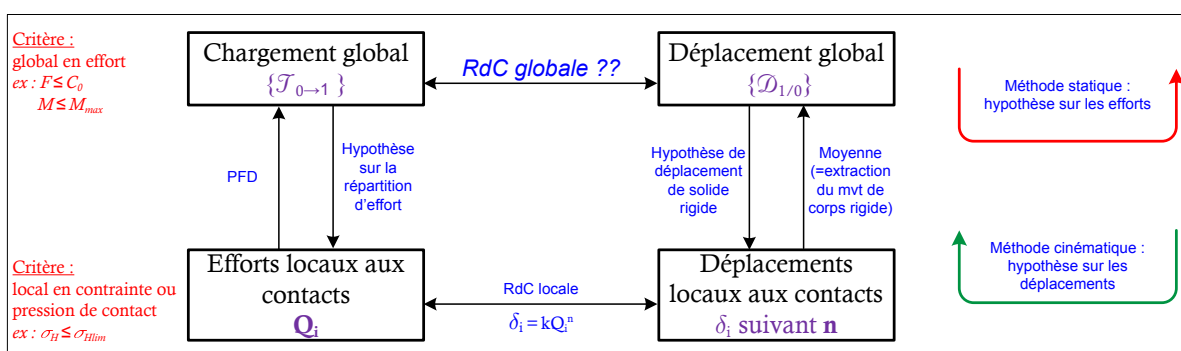 Critère :
global en effort
ex : F ≤ C₀
M ≤ Mmax
Chargement global
{𝒯₀→₁ }
RdC globale ??
Déplacement global
{𝒟₁/₀}
Méthode statique :
hypothèse sur les efforts
PFD
Hypothèse
sur la
répartition
d'effort
Hypothèse de
déplacement
de solide
rigide
Moyenne
(=extraction
du mvt de
corps rigide)
Critère :
local en contrainte ou
pression de contact
ex : σH ≤ σHlim
Efforts locaux aux
contacts
Qi
RdC locale
δi = kQiⁿ
Déplacements
locaux aux contacts
δi suivant n
Méthode cinématique :
hypothèse sur les
déplacements